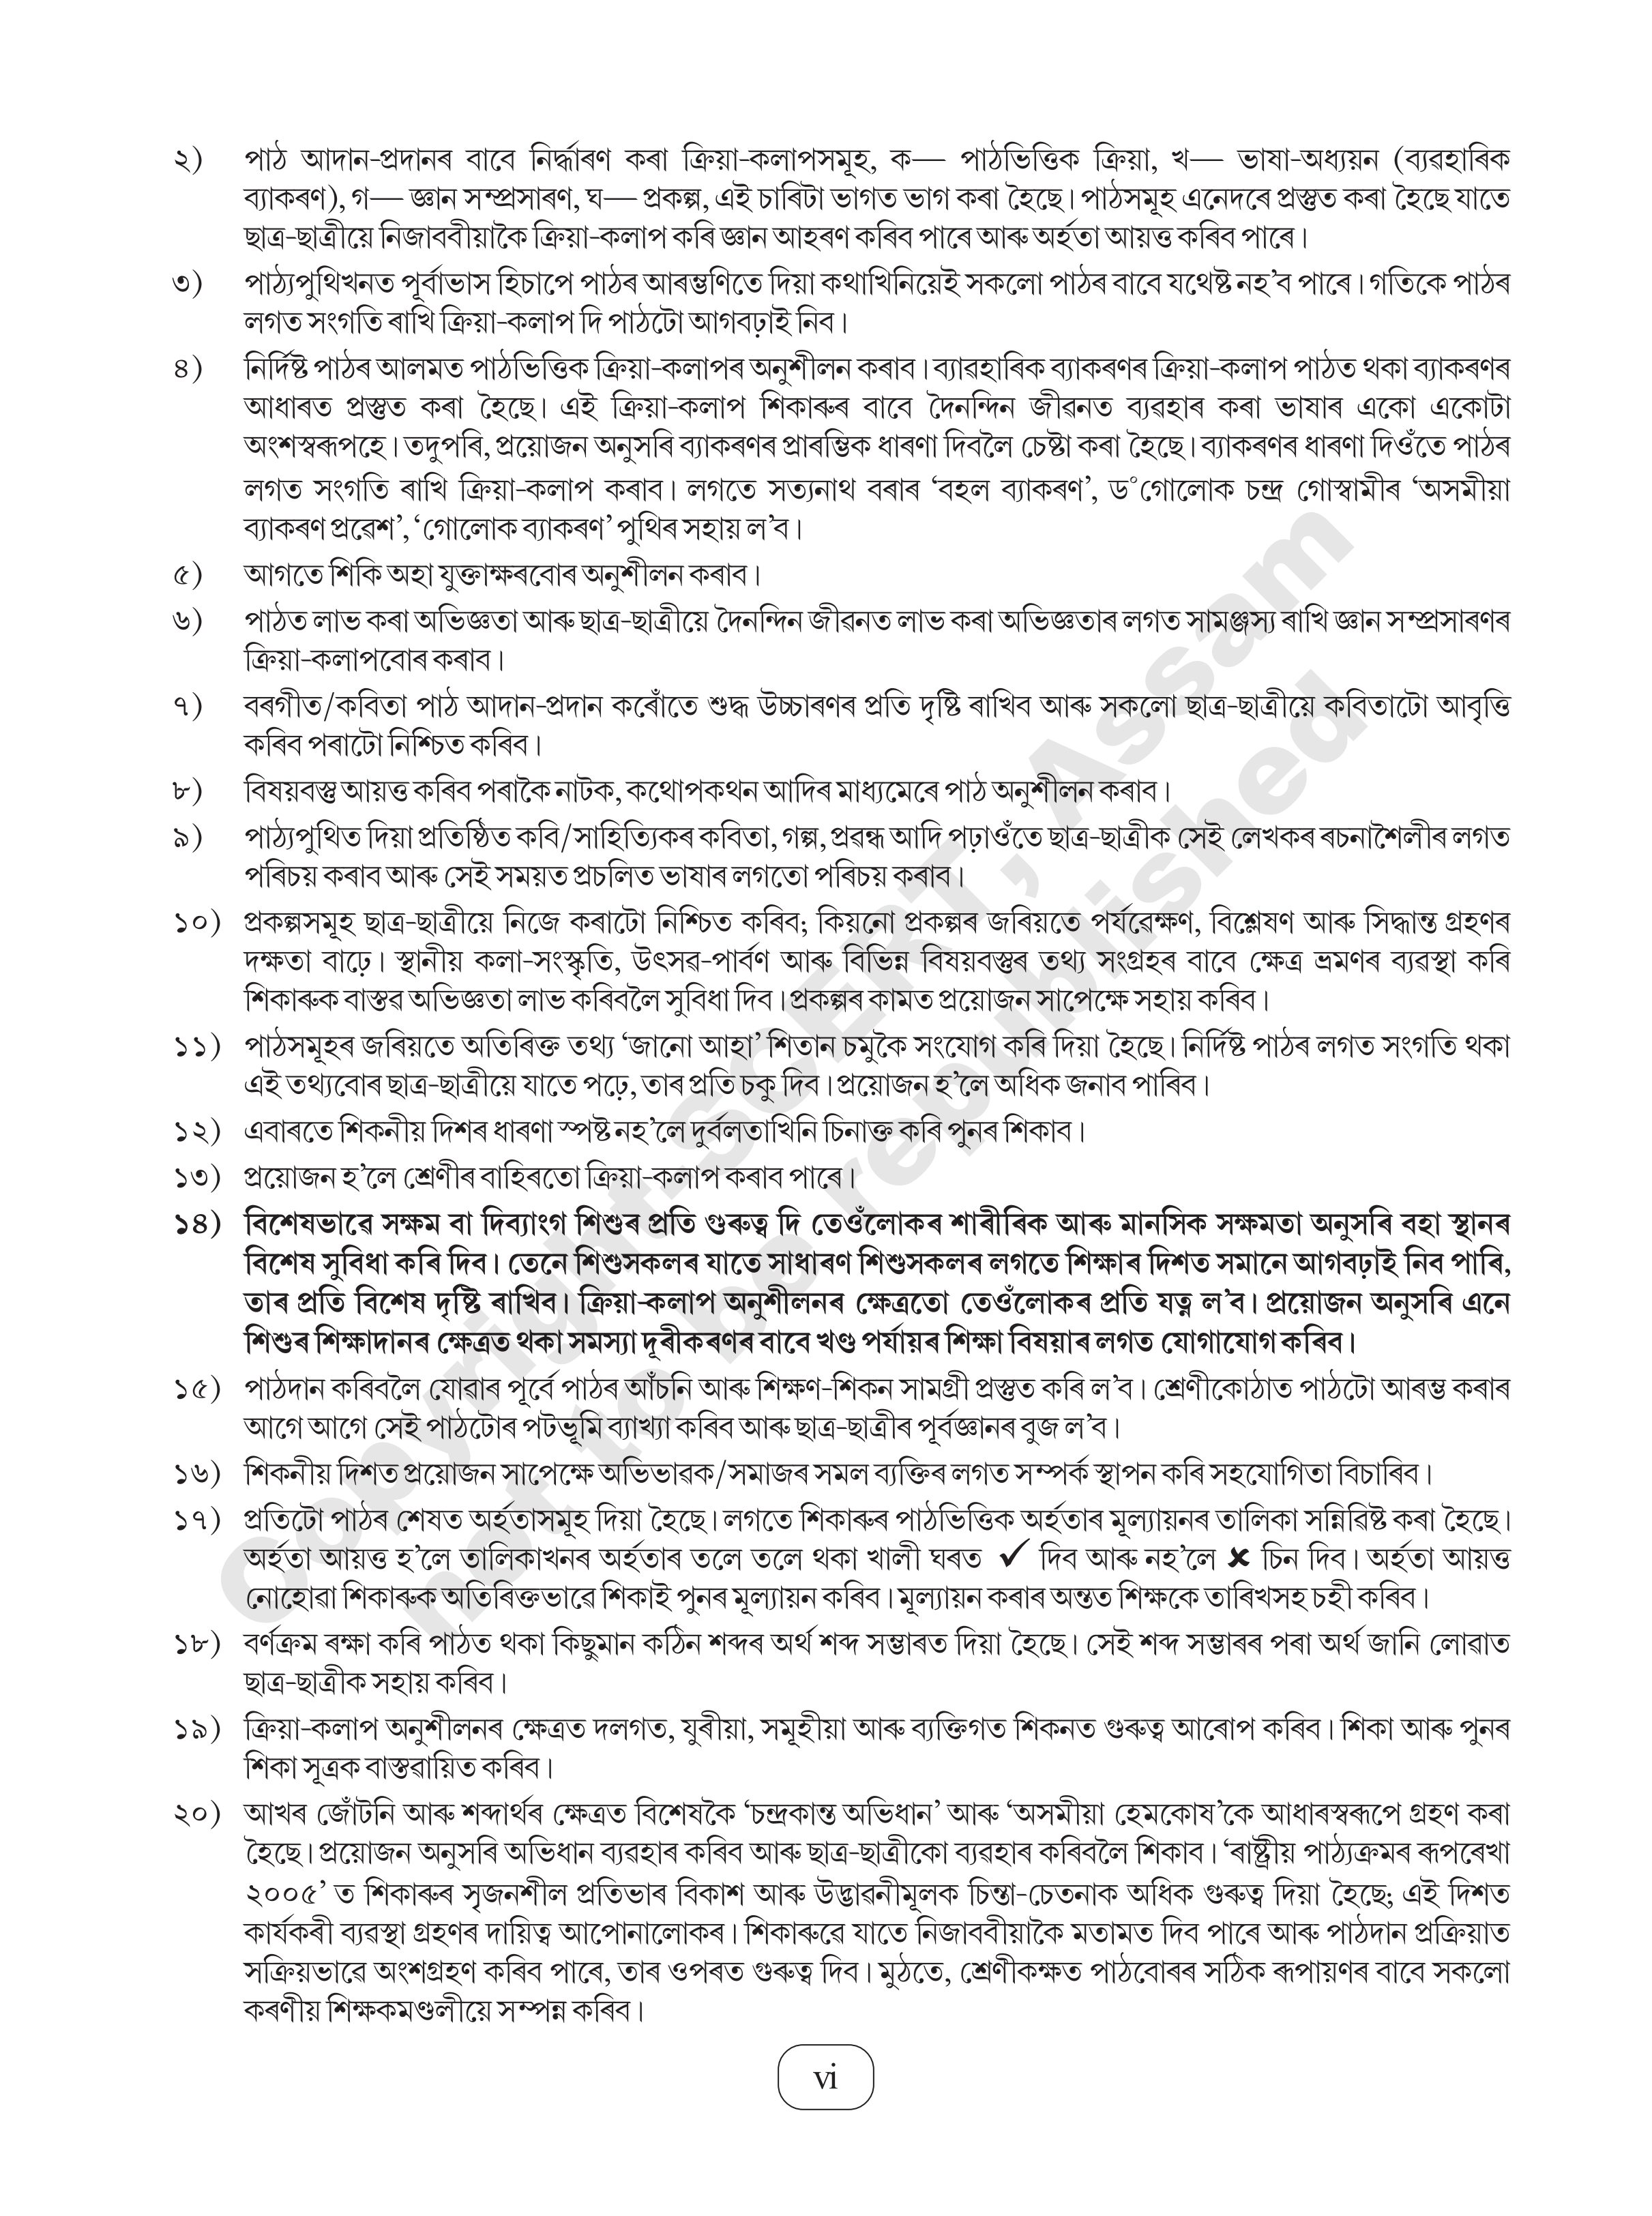 ২) পাঠ আদান-প্ৰদানৰ বাবে নিৰ্দ্ধাৰণ কৰা ক্ৰিয়া-কলাপসমূহ, ক— পাঠভিত্তিক ক্ৰিয়া, খ— ভাষা-অধ্যয়ন (ব্যৱহাৰিক
ব্যাকৰণ), গ— জ্ঞান সম্প্ৰসাৰণ, ঘ— প্ৰকল্প, এই চাৰিটা ভাগত ভাগ কৰা হৈছে। পাঠসমূহ এনেদৰে প্ৰস্তুত কৰা হৈছে যাতে
ছাত্ৰ-ছাত্ৰীয়ে নিজাববীয়াকৈ ক্ৰিয়া-কলাপ কৰি জ্ঞান আহৰণ কৰিব পাৰে আৰু অৰ্হতা আয়ত্ত কৰিব পাৰে।
৩) পাঠ্যপুথিখনত পূৰ্বাভাস হিচাপে পাঠৰ আৰম্ভণিতে দিয়া কথাখিনিয়েই সকলো পাঠৰ বাবে যথেষ্ট নহ’ব পাৰে। গতিকে পাঠৰ
লগত সংগতি ৰাখি ক্ৰিয়া-কলাপ দি পাঠটো আগবঢ়াই নিব।
৪) নিৰ্দিষ্ট পাঠৰ আলমত পাঠভিত্তিক ক্ৰিয়া-কলাপৰ অনুশীলন কৰাব। ব্যাৱহাৰিক ব্যাকৰণৰ ক্ৰিয়া-কলাপ পাঠত থকা ব্যাকৰণৰ
আধাৰত প্ৰস্তুত কৰা হৈছে। এই ক্ৰিয়া-কলাপ শিকাৰুৰ বাবে দৈনন্দিন জীৱনত ব্যৱহাৰ কৰা ভাষাৰ একো একোটা
অংশস্বৰূপহে। তদুপৰি, প্ৰয়োজন অনুসৰি ব্যাকৰণৰ প্ৰাৰম্ভিক ধাৰণা দিবলৈ চেষ্টা কৰা হৈছে। ব্যাকৰণৰ ধাৰণা দিওঁতে পাঠৰ
লগত সংগতি ৰাখি ক্ৰিয়া-কলাপ কৰাব। লগতে সত্যনাথ বৰাৰ ‘বহল ব্যাকৰণ’, ড°গোলোক চন্দ্ৰ গোস্বামীৰ ‘অসমীয়া
ব্যাকৰণ প্ৰৱেশ’, ‘গোলোক ব্যাকৰণ’ পুথিৰ সহায় ল’ব।
৫) আগতে শিকি অহা যুক্তাক্ষৰবোৰ অনুশীলন কৰাব।
৬) পাঠত লাভ কৰা অভিজ্ঞতা আৰু ছাত্ৰ-ছাত্ৰীয়ে দৈনন্দিন জীৱনত লাভ কৰা অভিজ্ঞতাৰ লগত সামঞ্জস্য ৰাখি জ্ঞান সম্প্ৰসাৰণৰ
ক্ৰিয়া-কলাপবোৰ কৰাব।
৭) বৰগীত/কবিতা পাঠ আদান-প্ৰদান কৰোঁতে শুদ্ধ উচ্চাৰণৰ প্ৰতি দৃষ্টি ৰাখিব আৰু সকলো ছাত্ৰ-ছাত্ৰীয়ে কবিতাটো আবৃত্তি
কৰিব পৰাটো নিশ্চিত কৰিব।
৮) বিষয়বস্তু আয়ত্ত কৰিব পৰাকৈ নাটক, কথোপকথন আদিৰ মাধ্যমেৰে পাঠ অনুশীলন কৰাব।
৯) পাঠ্যপুথিত দিয়া প্ৰতিষ্ঠিত কবি/সাহিত্যিকৰ কবিতা, গল্প, প্ৰবন্ধ আদি পঢ়াওঁতে ছাত্ৰ-ছাত্ৰীক সেই লেখকৰ ৰচনাশৈলীৰ লগত
পৰিচয় কৰাব আৰু সেই সময়ত প্ৰচলিত ভাষাৰ লগতো পৰিচয় কৰাব।
১০) প্ৰকল্পসমূহ ছাত্ৰ-ছাত্ৰীয়ে নিজে কৰাটো নিশ্চিত কৰিব; কিয়নো প্ৰকল্পৰ জৰিয়তে পৰ্যৱেক্ষণ, বিশ্লেষণ আৰু সিদ্ধান্ত গ্ৰহণৰ
দক্ষতা বাঢ়ে। স্থানীয় কলা-সংস্কৃতি, উৎসৱ-পাৰ্বণ আৰু বিভিন্ন বিষয়বস্তুৰ তথ্য সংগ্ৰহৰ বাবে ক্ষেত্ৰ ভ্ৰমণৰ ব্যৱস্থা কৰি
শিকাৰুক বাস্তৱ অভিজ্ঞতা লাভ কৰিবলৈ সুবিধা দিব। প্ৰকল্পৰ কামত প্ৰয়োজন সাপেক্ষে সহায় কৰিব।
১১) পাঠসমূহৰ জৰিয়তে অতিৰিক্ত তথ্য ‘জানো আহা’ শিতান চমুকৈ সংযোগ কৰি দিয়া হৈছে। নিৰ্দিষ্ট পাঠৰ লগত সংগতি থকা
এই তথ্যবোৰ ছাত্ৰ-ছাত্ৰীয়ে যাতে পঢ়ে, তাৰ প্ৰতি চকু দিব। প্ৰয়োজন হ’লে অধিক জনাব পাৰিব।
১২) এবাৰতে শিকনীয় দিশৰ ধাৰণা স্পষ্ট নহ’লে দুৰ্বলতাখিনি চিনাক্ত কৰি পুনৰ শিকাব।
১৩) প্ৰয়োজন হ’লে শ্ৰেণীৰ বাহিৰতো ক্ৰিয়া-কলাপ কৰাব পাৰে।
১৪) বিশেষভাৱে সক্ষম বা দিব্যাংগ শিশুৰ প্ৰতি গুৰুত্ব দি তেওঁলোকৰ শাৰীৰিক আৰু মানসিক সক্ষমতা অনুসৰি বহা স্থানৰ
বিশেষ সুবিধা কৰি দিব। তেনে শিশুসকলৰ যাতে সাধাৰণ শিশুসকলৰ লগতে শিক্ষাৰ দিশত সমানে আগবঢ়াই নিব পাৰি,
তাৰ প্ৰতি বিশেষ দৃষ্টি ৰাখিব। ক্ৰিয়া-কলাপ অনুশীলনৰ ক্ষেত্ৰতো তেওঁলোকৰ প্ৰতি যত্ন ল’ব। প্ৰয়োজন অনুসৰি এনে
শিশুৰ শিক্ষাদানৰ ক্ষেত্ৰত থকা সমস্যা দূৰীকৰণৰ বাবে খণ্ড পৰ্যায়ৰ শিক্ষা বিষয়াৰ লগত যোগাযোগ কৰিব।
১৫) পাঠদান কৰিবলৈ যোৱাৰ পূৰ্বে পাঠৰ আঁচনি আৰু শিক্ষণ-শিকন সামগ্ৰী প্ৰস্তুত কৰি ল’ব। শ্ৰেণীকোঠাত পাঠটো আৰম্ভ কৰাৰ
আগে আগে সেই পাঠটোৰ পটভূমি ব্যাখ্যা কৰিব আৰু ছাত্ৰ-ছাত্ৰীৰ পূৰ্বজ্ঞানৰ বুজ ল’ব।
১৬) শিকনীয় দিশত প্ৰয়োজন সাপেক্ষে অভিভাৱক/সমাজৰ সমল ব্যক্তিৰ লগত সম্পৰ্ক স্থাপন কৰি সহযোগিতা বিচাৰিব।
১৭) প্ৰতিটো পাঠৰ শেষত অৰ্হতাসমূহ দিয়া হৈছে। লগতে শিকাৰুৰ পাঠভিত্তিক অৰ্হতাৰ মূল্যায়নৰ তালিকা সন্নিৱিষ্ট কৰা হৈছে।
অৰ্হতা আয়ত্ত হ’লে তালিকাখনৰ অৰ্হতাৰ তলে তলে থকা খালী ঘৰত ✓ দিব আৰু নহ’লে ✘ চিন দিব। অৰ্হতা আয়ত্ত
নোহোৱা শিকাৰুক অতিৰিক্তভাৱে শিকাই পুনৰ মূল্যায়ন কৰিব। মূল্যায়ন কৰাৰ অন্তত শিক্ষকে তাৰিখসহ চহী কৰিব।
১৮) বৰ্ণক্ৰম ৰক্ষা কৰি পাঠত থকা কিছুমান কঠিন শব্দৰ অৰ্থ শব্দ সম্ভাৰত দিয়া হৈছে। সেই শব্দ সম্ভাৰৰ পৰা অৰ্থ জানি লোৱাত
ছাত্ৰ-ছাত্ৰীক সহায় কৰিব।
১৯) ক্ৰিয়া-কলাপ অনুশীলনৰ ক্ষেত্ৰত দলগত, যুৰীয়া, সমূহীয়া আৰু ব্যক্তিগত শিকনত গুৰুত্ব আৰোপ কৰিব। শিকা আৰু পুনৰ
শিকা সূত্ৰক বাস্তৱায়িত কৰিব।
২০) আখৰ জোঁটনি আৰু শব্দাৰ্থৰ ক্ষেত্ৰত বিশেষকৈ ‘চন্দ্ৰকান্ত অভিধান’ আৰু ‘অসমীয়া হেমকোষ’কে আধাৰস্বৰূপে গ্ৰহণ কৰা
হৈছে। প্ৰয়োজন অনুসৰি অভিধান ব্যৱহাৰ কৰিব আৰু ছাত্ৰ-ছাত্ৰীকো ব্যৱহাৰ কৰিবলৈ শিকাব। ‘ৰাষ্ট্ৰীয় পাঠ্যক্ৰমৰ ৰূপৰেখা
২০০৫’ ত শিকাৰুৰ সৃজনশীল প্ৰতিভাৰ বিকাশ আৰু উদ্ভাৱনীমূলক চিন্তা-চেতনাক অধিক গুৰুত্ব দিয়া হৈছে; এই দিশত
কাৰ্যকৰী ব্যৱস্থা গ্ৰহণৰ দায়িত্ব আপোনালোকৰ। শিকাৰুৱে যাতে নিজাববীয়াকৈ মতামত দিব পাৰে আৰু পাঠদান প্ৰক্ৰিয়াত
সক্ৰিয়ভাৱে অংশগ্ৰহণ কৰিব পাৰে, তাৰ ওপৰত গুৰুত্ব দিব। মুঠতে, শ্ৰেণীকক্ষত পাঠবোৰৰ সঠিক ৰূপায়ণৰ বাবে সকলো
কৰণীয় শিক্ষকমণ্ডলীয়ে সম্পন্ন কৰিব।
vi
Copyright-SCERT, Assam
not to be republished